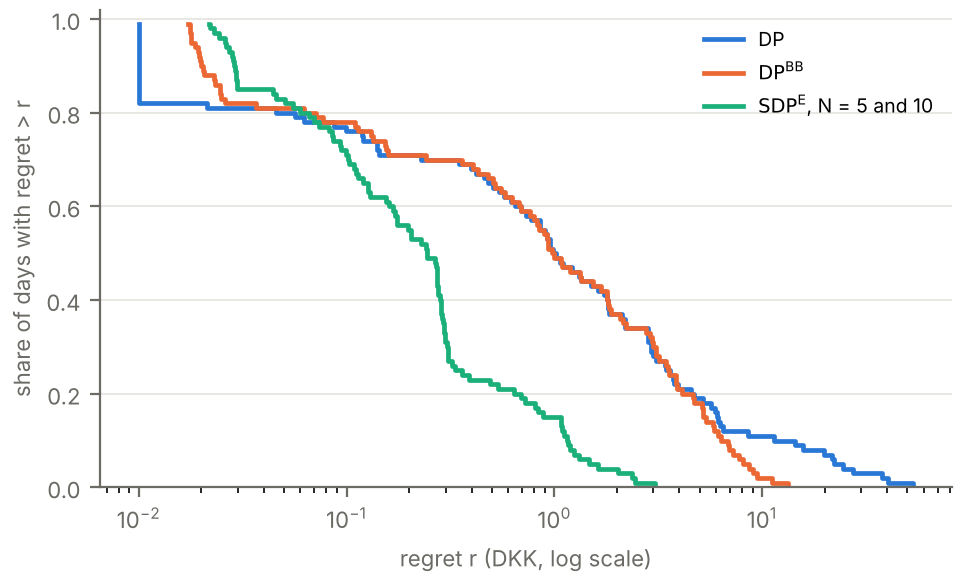 1.0
0.8
0.6
0.4
0.2
0.0
share of days with regret > r
DP
DP^BB
SDP^E, N = 5 and 10
10^−2
10^−1
10^0
10^1
regret r (DKK, log scale)